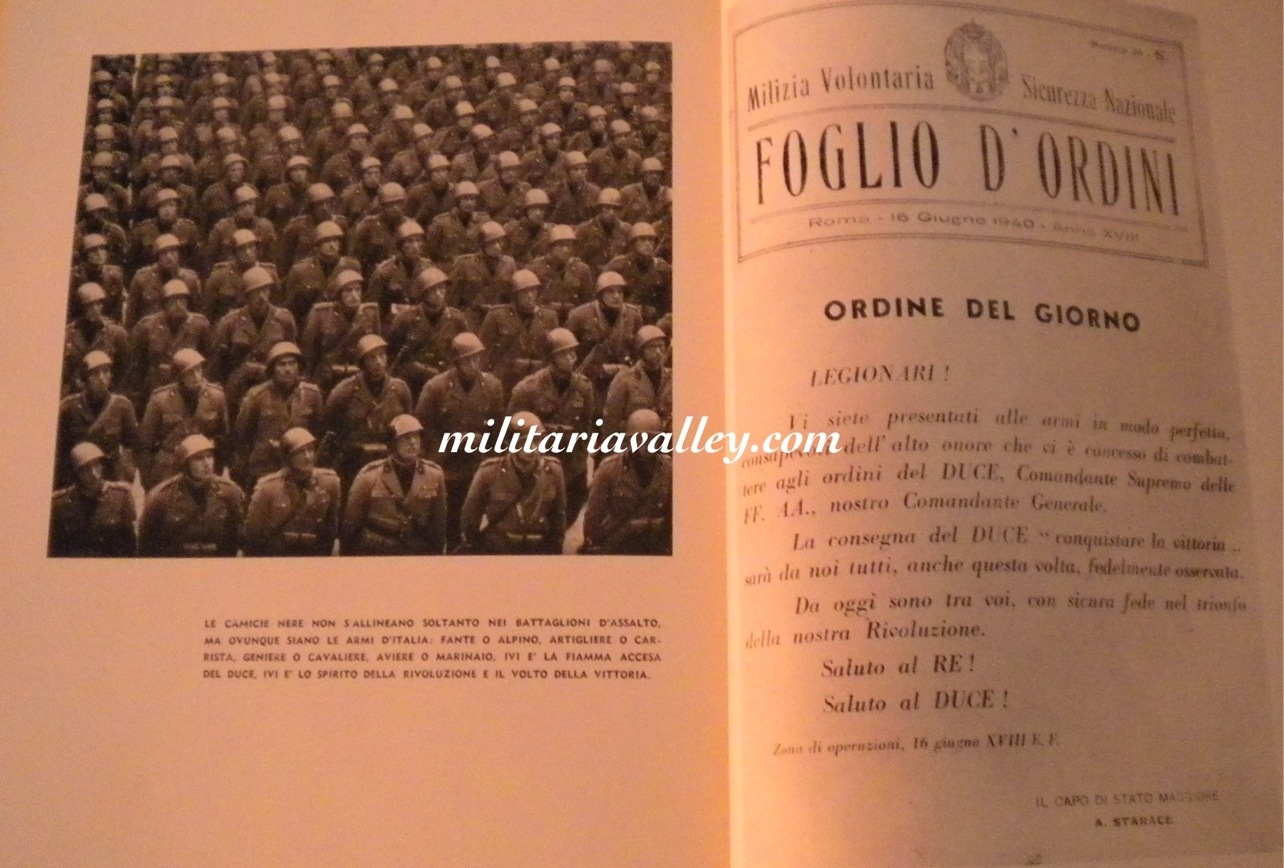 LE CAMICIE NERE NON S'ALLINEANO SOLTANTO NEI BATTAGLIONI D'ASSALTO,
MA OVUNQUE SIANO LE ARMI D'ITALIA: FANTE O ALPINO, ARTIGLIERE O CAR-
RISTA, GENIERE O CAVALIERE, AVIERE O MARINAIO, IVI E' LA FIAMMA ACCESA
DEL DUCE, IVI E' LO SPIRITO DELLA RIVOLUZIONE E IL VOLTO DELLA VITTORIA.
militariavalley.com
Milizia Volontaria Sicurezza Nazionale
FOGLIO D'ORDINI
Roma - 16 Giugno 1940 - Anno XVIII
ORDINE DEL GIORNO
LEGIONARI !
Vi siete presentati alle armi in modo perfetto,
dell'alto onore che vi è concesso di combat-
tere agli ordini del DUCE, Comandante Supremo delle
FF. AA., nostro Comandante Generale.
La consegna del DUCE "conquistare la vittoria"
sarà da noi tutti, anche questa volta, fedelmente osservata.
Da oggi sono tra voi, con sicura fede nel trionfo
della nostra Rivoluzione.
Saluto al RE !
Saluto al DUCE !
Zona di operazioni, 16 giugno XVIII E. F.
IL CAPO DI STATO MAGGIORE
A. STARACE